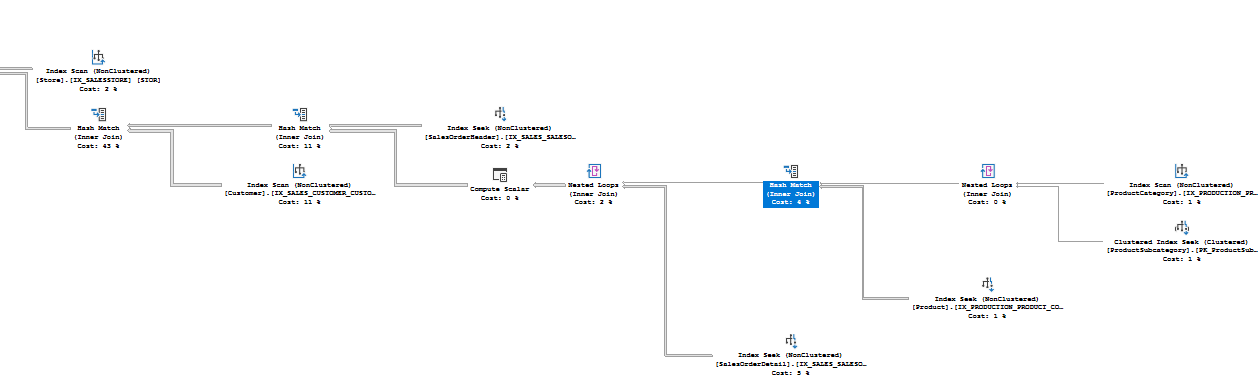 Index Scan (NonClustered)
[Store].[IX_SALESSTORE] [STOR]
Cost: 2 %
Hash Match
(Inner Join)
Cost: 43 %
Hash Match
(Inner Join)
Cost: 11 %
Index Seek (NonClustered)
[SalesOrderHeader].[IX_SALES_SALESO…
Cost: 2 %
Index Scan (NonClustered)
[Customer].[IX_SALES_CUSTOMER_CUSTO…
Cost: 11 %
Compute Scalar
Cost: 0 %
Nested Loops
(Inner Join)
Cost: 2 %
Hash Match
(Inner Join)
Cost: 4 %
Nested Loops
(Inner Join)
Cost: 0 %
Index Scan (NonClustered)
[ProductCategory].[IX_PRODUCTION_PR…
Cost: 1 %
Clustered Index Seek (Clustered)
[ProductSubcategory].[PK_ProductSub…
Cost: 1 %
Index Seek (NonClustered)
[Product].[IX_PRODUCTION_PRODUCT_CO…
Cost: 1 %
Index Seek (NonClustered)
[SalesOrderDetail].[IX_SALES_SALESO…
Cost: 5 %